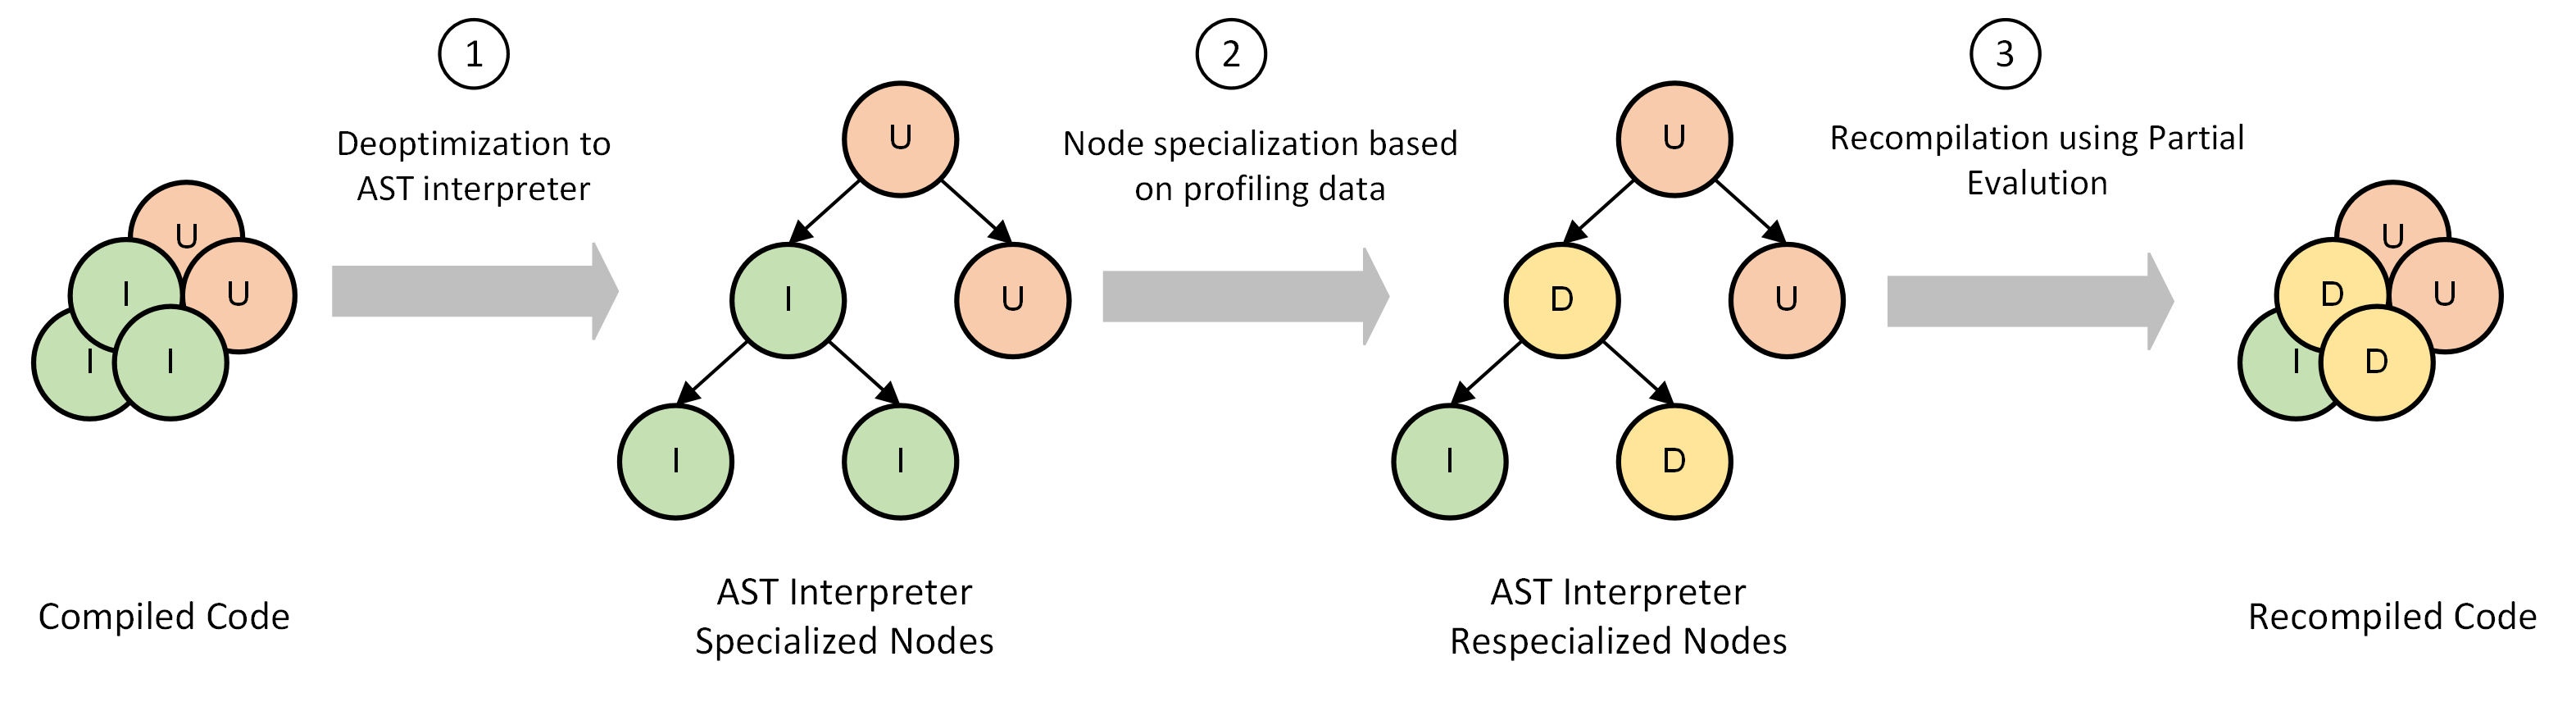 1
2
3
Deoptimization to
AST interpreter
Node specialization based
on profiling data
Recompilation using Partial
Evalution
U
I
U
I
I
U
I
U
I
I
U
D
U
I
D
U
D
U
I
D
Compiled Code
AST Interpreter
Specialized Nodes
AST Interpreter
Respecialized Nodes
Recompiled Code